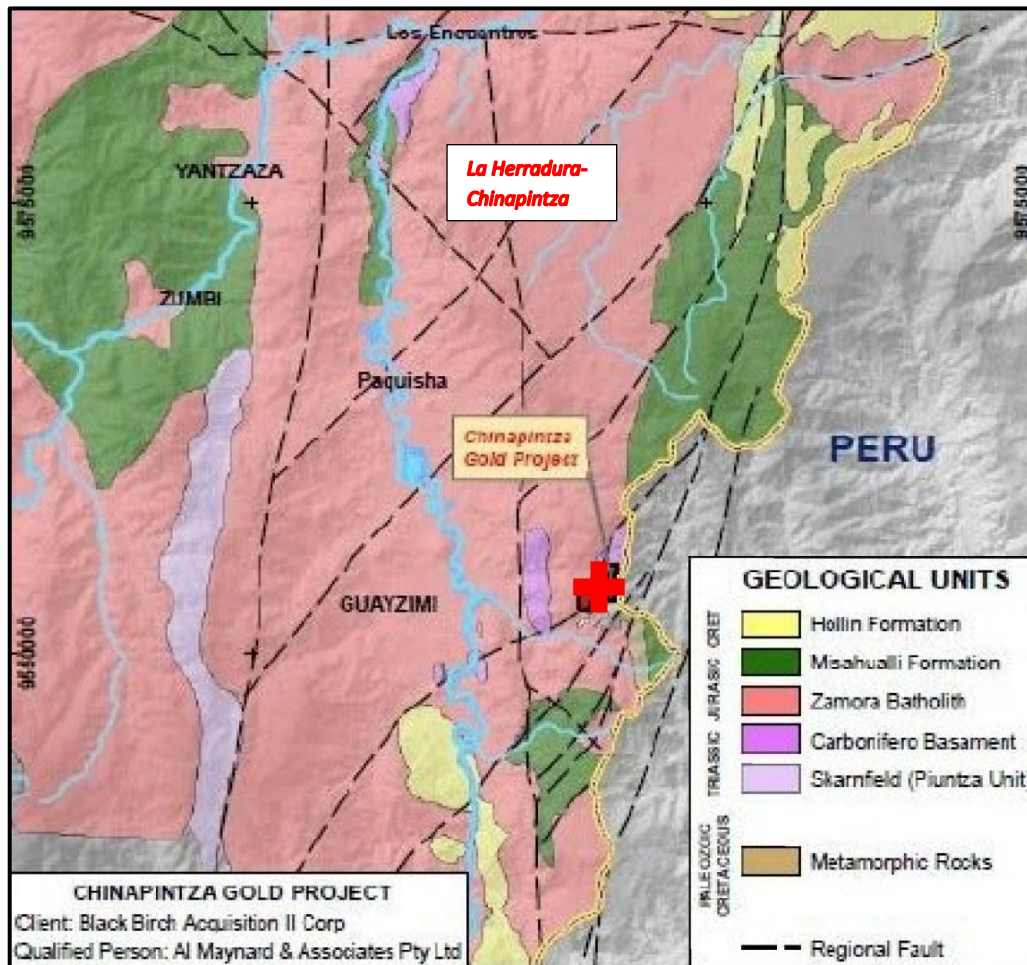 Los Encuentros
La Herradura-
Chinapintza
YANTZAZA
9575000
9575000
ZUMBI
Paquisha
Chinapintza
Gold Project
PERU
GUAYZIMI
9550000
GEOLOGICAL UNITS
CRET
Hollin Formation
JURASIC
Misahualli Formation
Zamora Batholith
TRIASSIC
Carbonifero Basament
Skarnfield (Piuntza Unit)
PALEOZOIC
CRETACEOUS
Metamorphic Rocks
Regional Fault
CHINAPINTZA GOLD PROJECT
Client: Black Birch Acquisition II Corp
Qualified Person: Al Maynard & Associates Pty Ltd